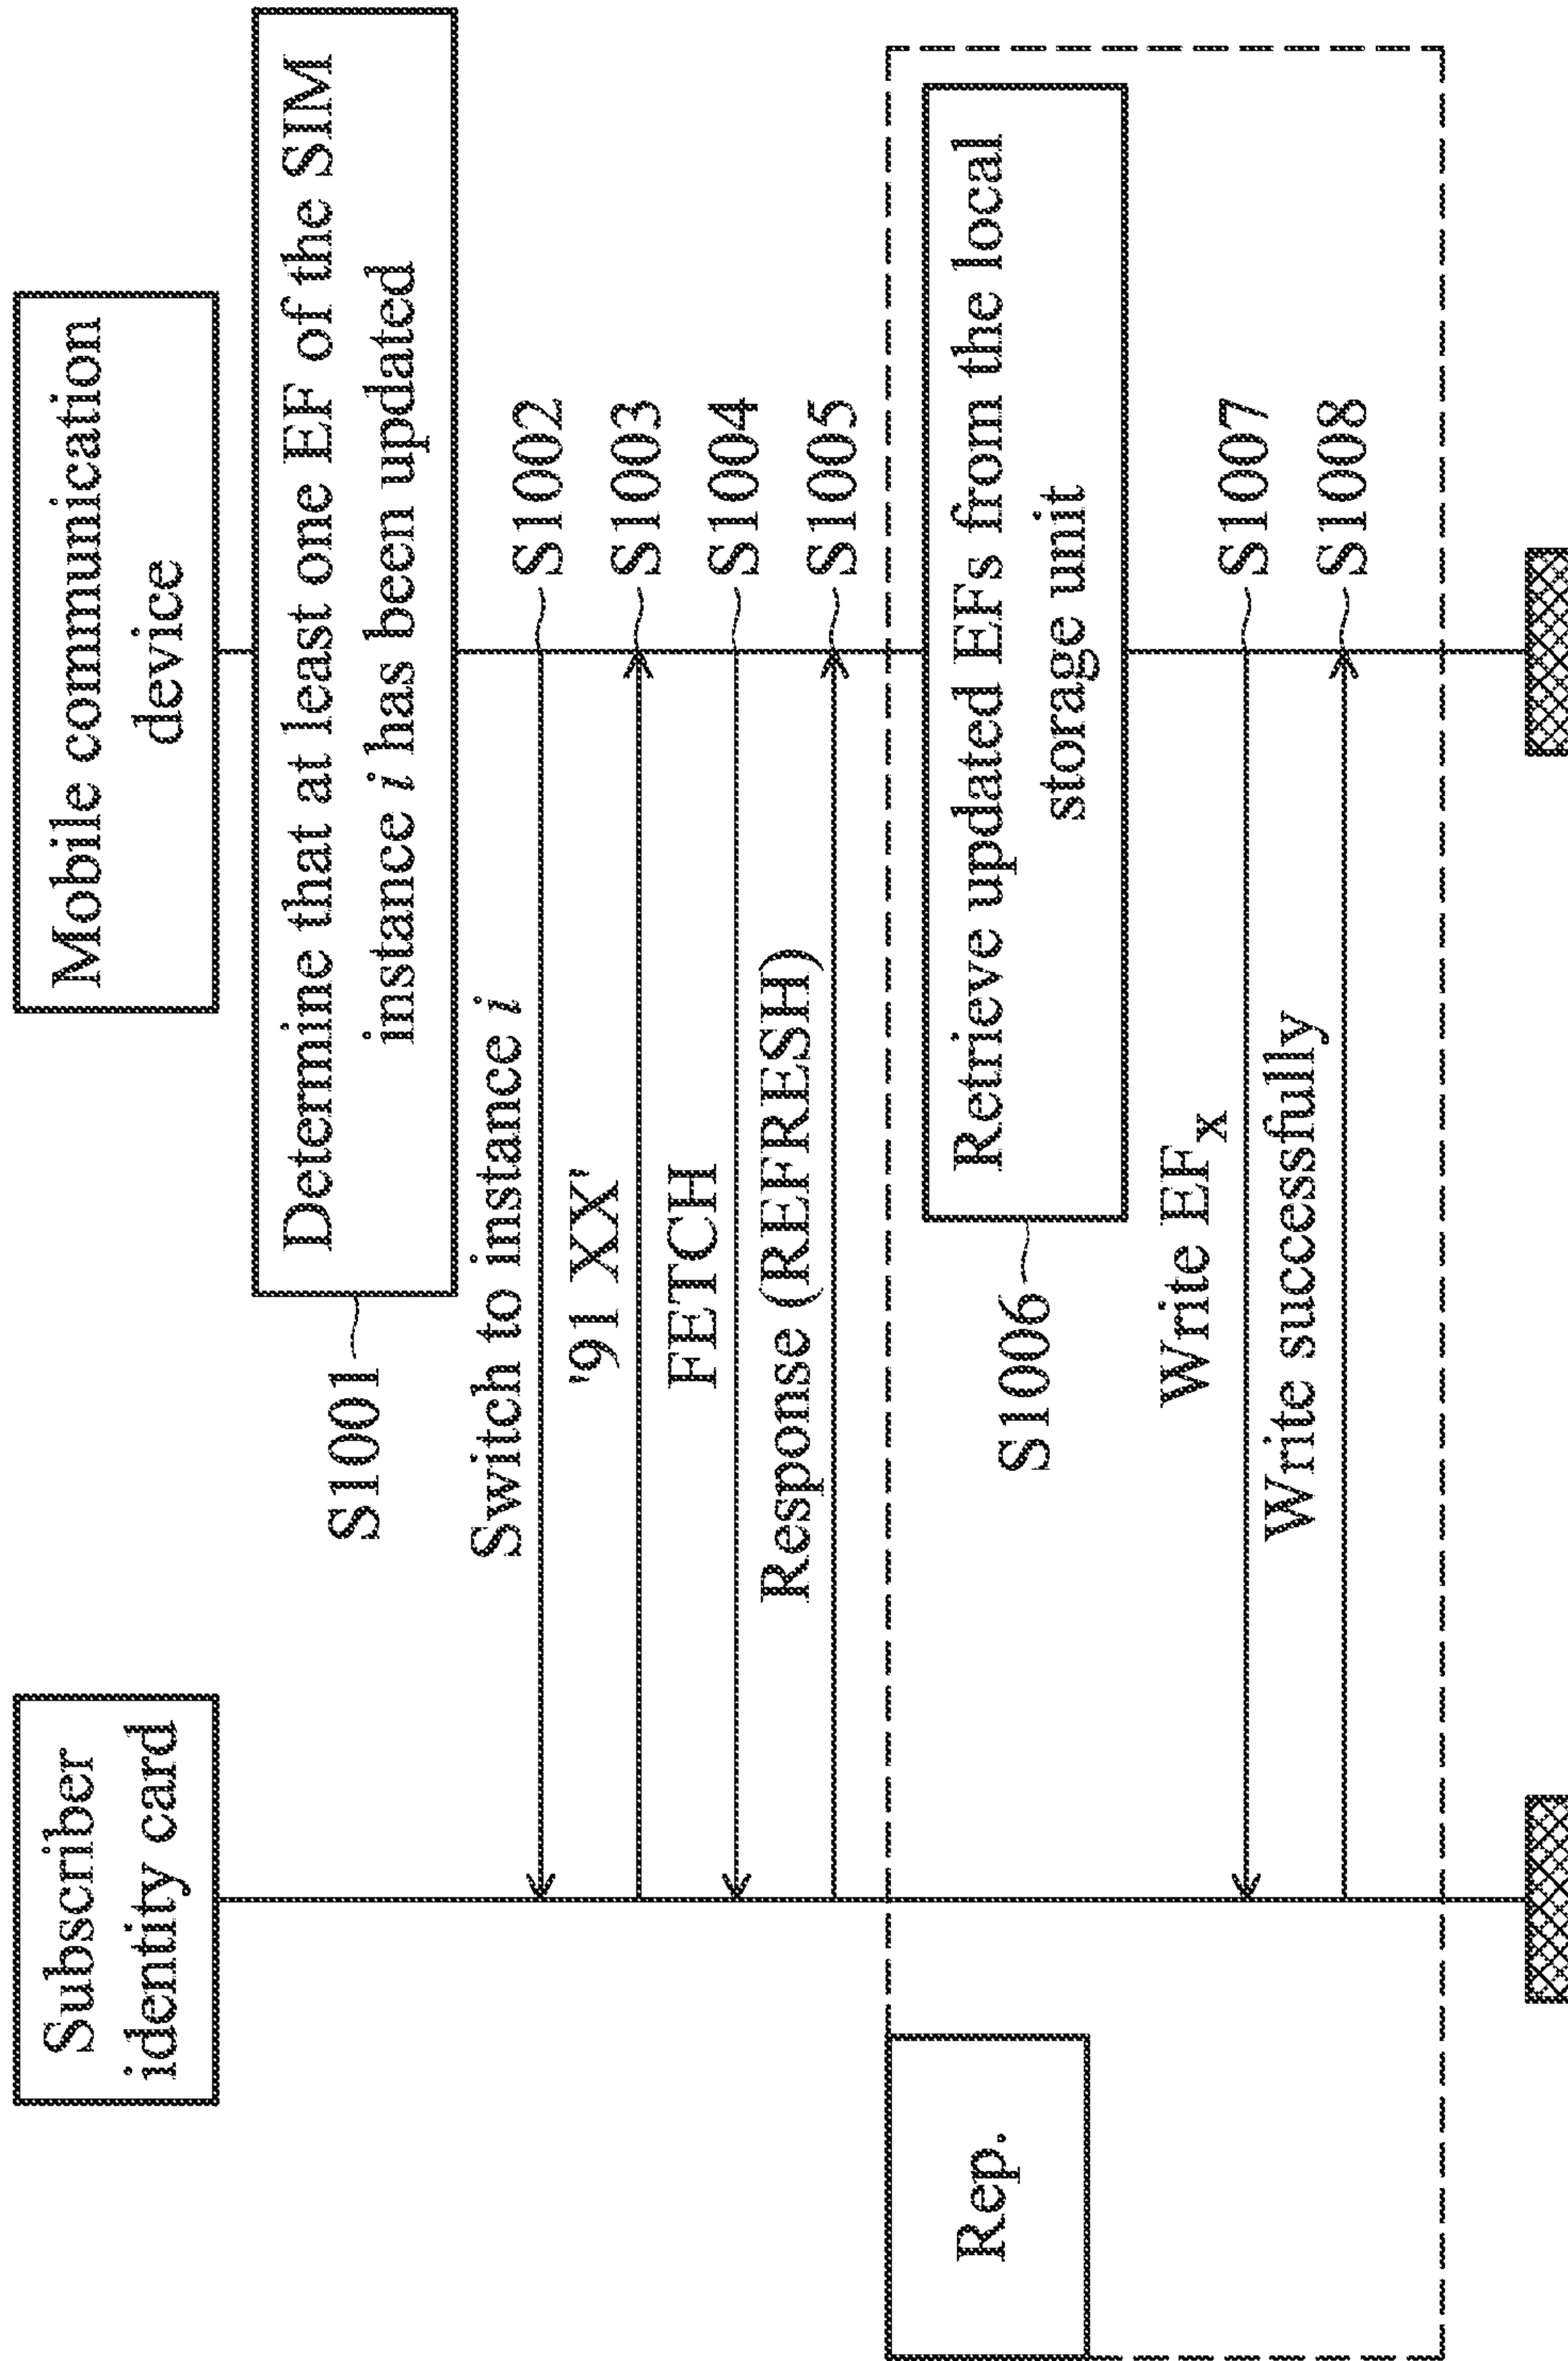 Subscriber
identity card
Mobile communication
device
Determine that at least one EF of the SIM
instance i has been updated
S1001
Switch to instance i
S1002
'91 XX'
S1003
FETCH
S1004
Response (REFRESH)
S1005
Rep.
Retrieve updated EFs from the local
storage unit
S1006
Write EFx
S1007
Write successfully
S1008